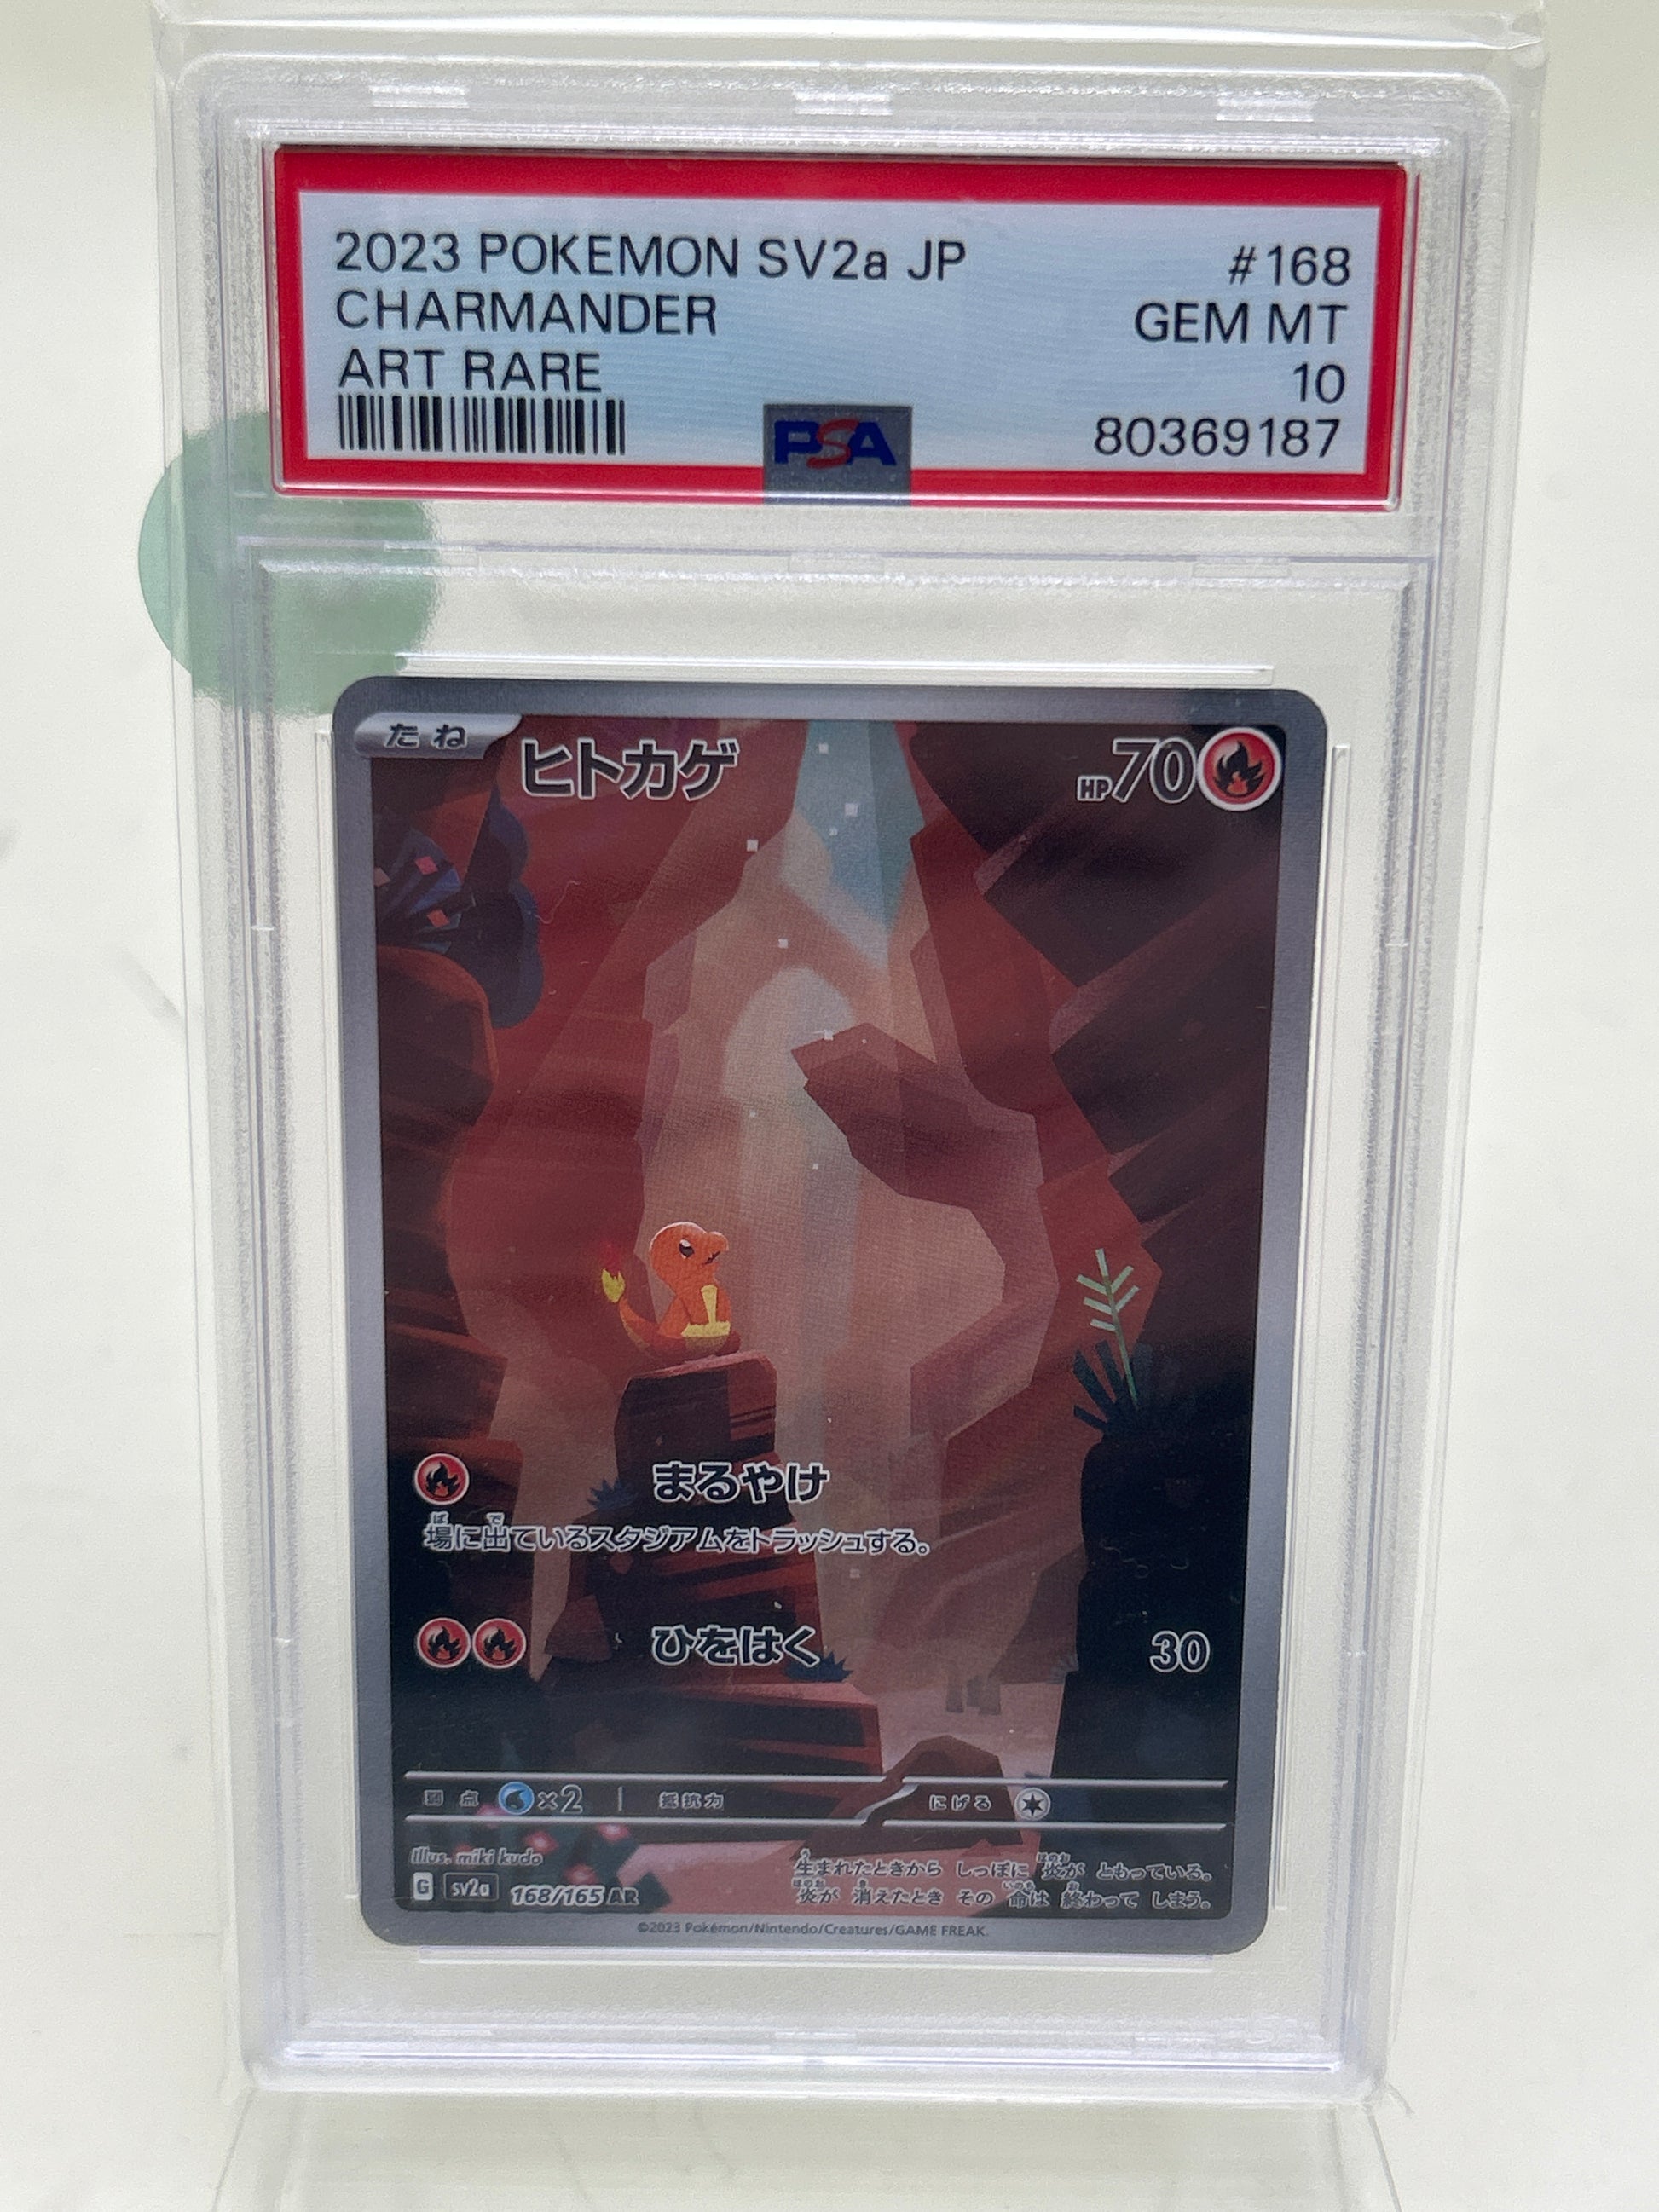 2023 POKEMON SV2a JP #168
CHARMANDER GEM MT
ART RARE 10
PSA 80369187
たね ヒトカゲ HP70
まるやけ
場に出ているスタジアムをトラッシュする。
ひをはく 30
弱点 ×2 抵抗力 にげる
Illus. miki kudo
生まれたときから しっぽに 炎が ともっている。
炎が 消えたとき その 命は 終わって しまう。
G sv2a 168/165 AR
©2023 Pokémon/Nintendo/Creatures/GAME FREAK.